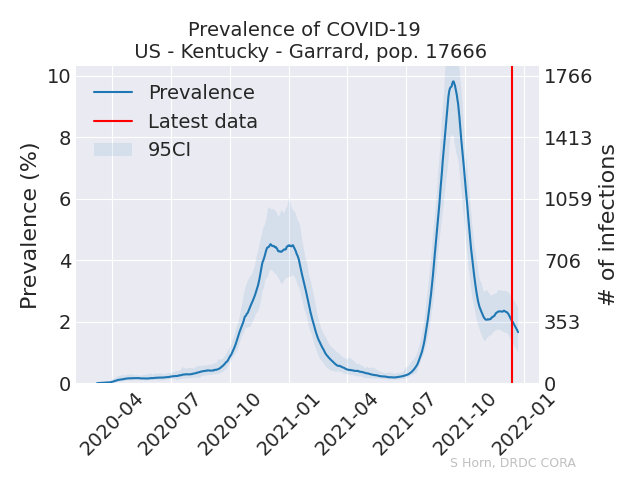 Prevalence of COVID-19
US - Kentucky - Garrard, pop. 17666
10
8
6
4
2
0
Prevalence (%)
Prevalence
Latest data
95CI
1766
1413
1059
706
353
0
# of infections
2020-04
2020-07
2020-10
2021-01
2021-04
2021-07
2021-10
2022-01
S Horn, DRDC CORA